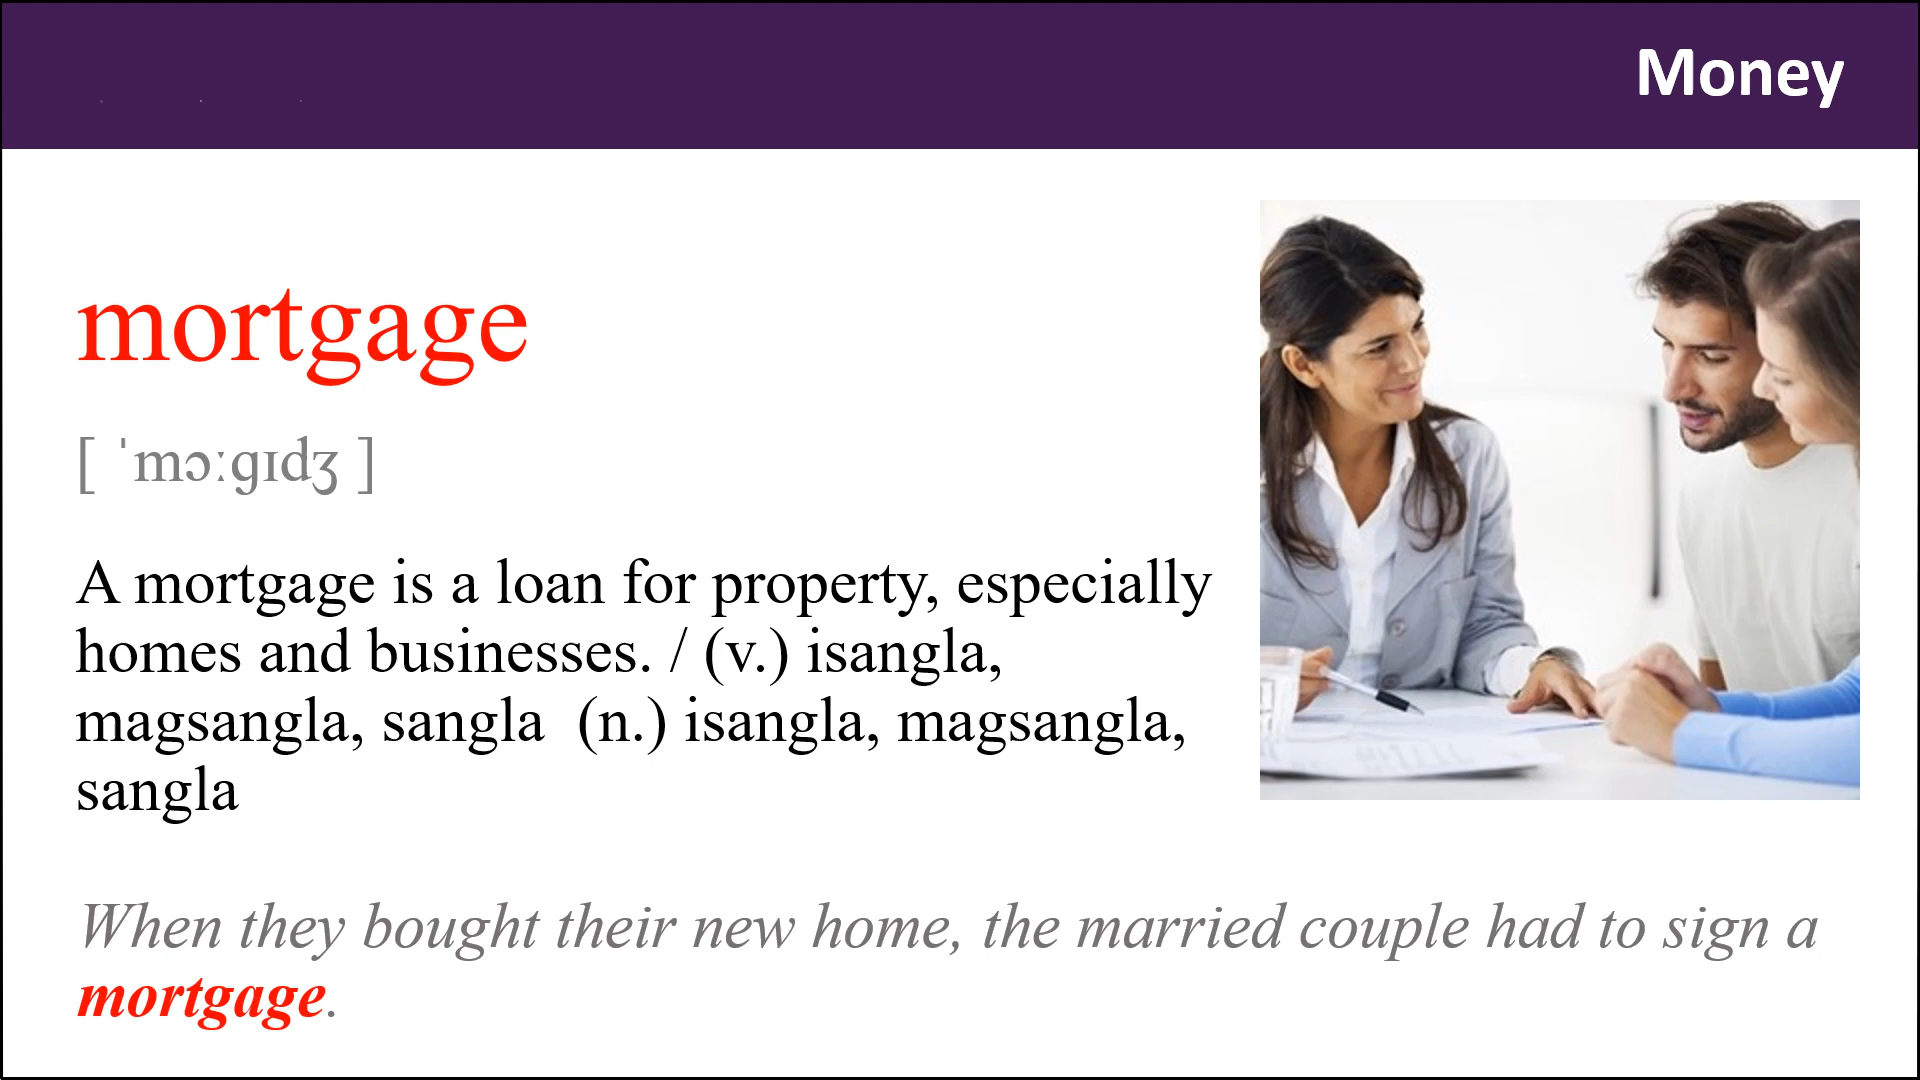 Money
mortgage
[ ˈmɔːgɪdʒ ]
A mortgage is a loan for property, especially
homes and businesses. / (v.) isangla,
magsangla, sangla  (n.) isangla, magsangla,
sangla
When they bought their new home, the married couple had to sign a
mortgage.